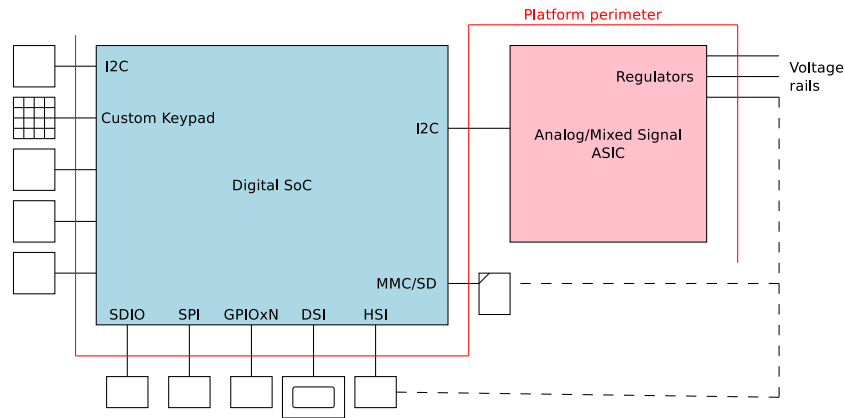 Platform perimeter
I2C
Regulators
Voltage
rails
Custom Keypad
I2C
Analog/Mixed Signal
ASIC
Digital SoC
MMC/SD
SDIO
SPI
GPIOxN
DSI
HSI